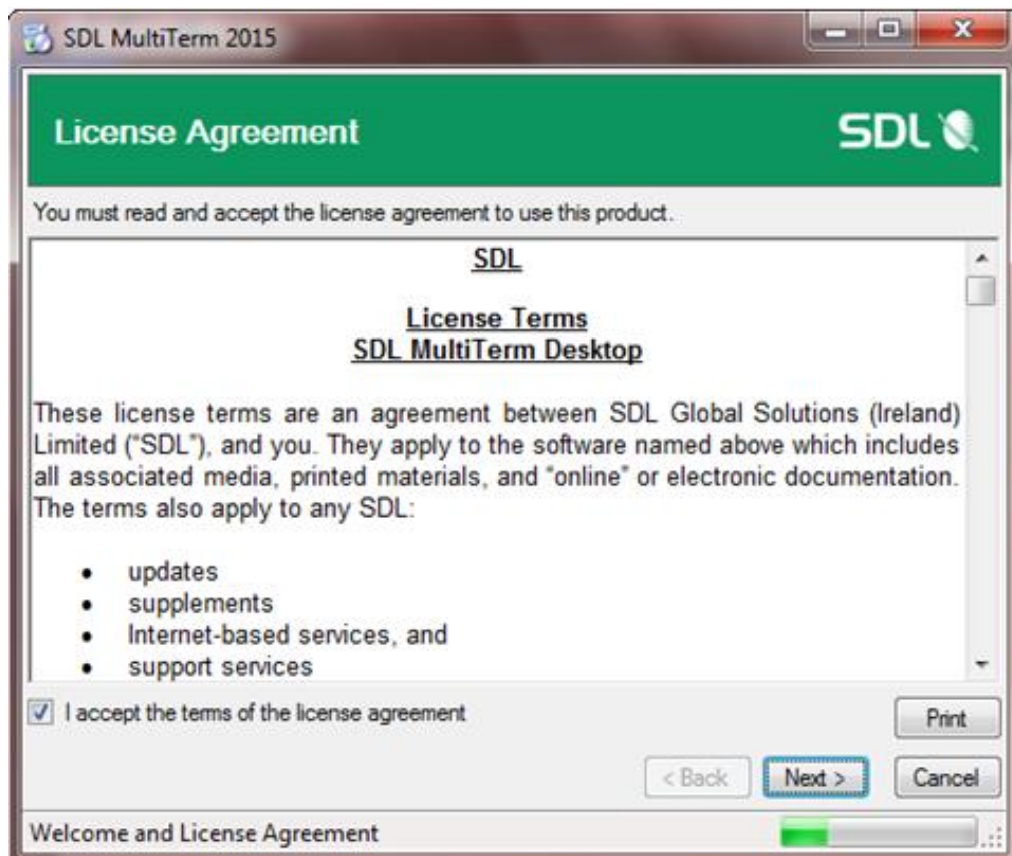 SDL MultiTerm 2015
License Agreement
SDL
You must read and accept the license agreement to use this product.
SDL
License Terms
SDL MultiTerm Desktop
These license terms are an agreement between SDL Global Solutions (Ireland)
Limited (“SDL”), and you. They apply to the software named above which includes
all associated media, printed materials, and “online” or electronic documentation.
The terms also apply to any SDL:
• updates
• supplements
• Internet-based services, and
• support services
I accept the terms of the license agreement
Print
< Back
Next >
Cancel
Welcome and License Agreement